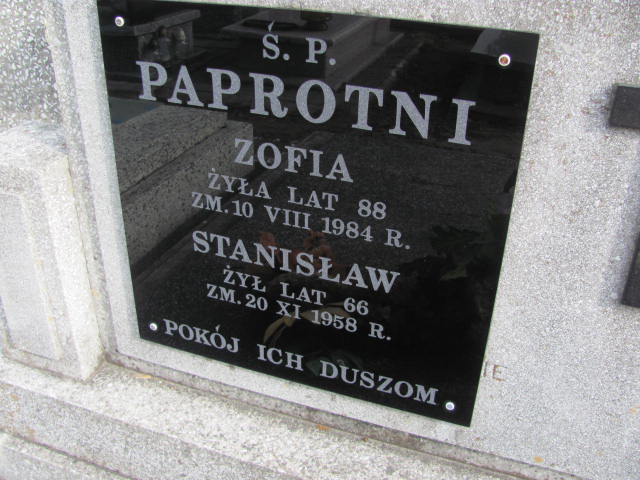 Ś. P.
PAPROTNI
ZOFIA
ŻYŁA LAT 88
ZM. 10 VIII 1984 R.
STANISŁAW
ŻYŁ LAT 66
ZM. 20 XI 1958 R.
POKÓJ ICH DUSZOM